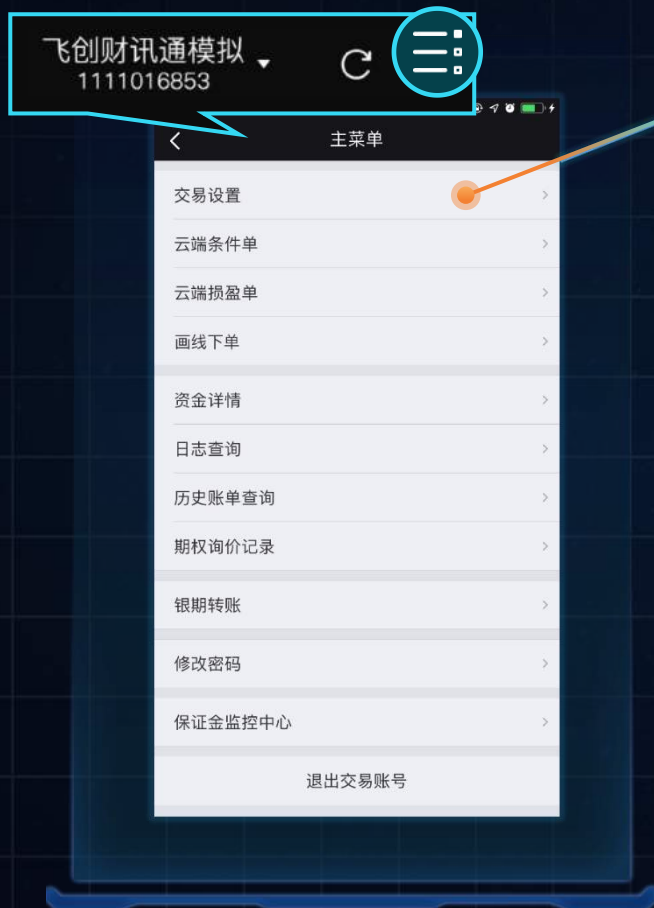 飞创财讯通模拟
1111016853
主菜单
交易设置
云端条件单
云端损盈单
画线下单
资金详情
日志查询
历史账单查询
期权询价记录
银期转账
修改密码
保证金监控中心
退出交易账号